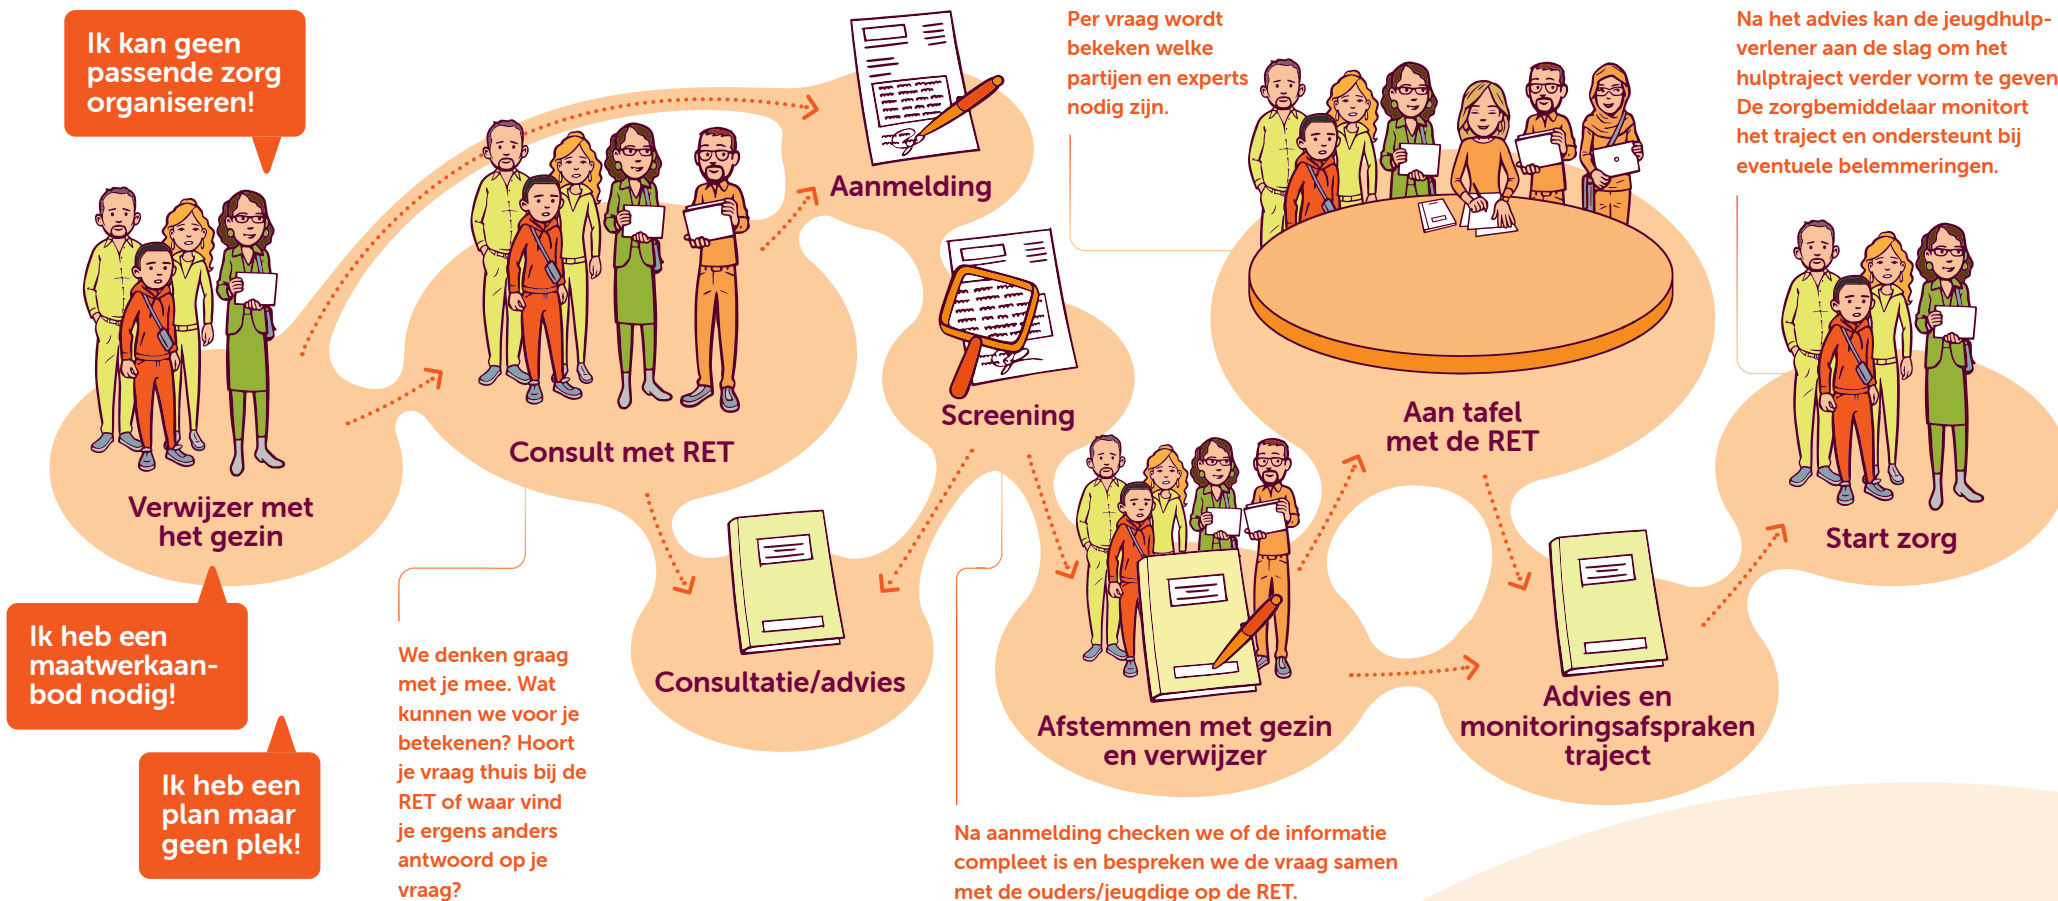 Ik kan geen
passende zorg
organiseren!
Verwijzer met
het gezin
Ik heb een
maatwerkaan-
bod nodig!
Ik heb een
plan maar
geen plek!
Consult met RET
We denken graag
met je mee. Wat
kunnen we voor je
betekenen? Hoort
je vraag thuis bij de
RET of waar vind
je ergens anders
antwoord op je
vraag?
Aanmelding
Screening
Consultatie/advies
Na aanmelding checken we of de informatie
compleet is en bespreken we de vraag samen
met de ouders/jeugdige op de RET.
Afstemmen met gezin
en verwijzer
Per vraag wordt
bekeken welke
partijen en experts
nodig zijn.
Aan tafel
met de RET
Advies en
monitoringsafspraken
traject
Na het advies kan de jeugdhulp-
verlener aan de slag om het
hulptraject verder vorm te geven
De zorgbemiddelaar monitort
het traject en ondersteunt bij
eventuele belemmeringen.
Start zorg